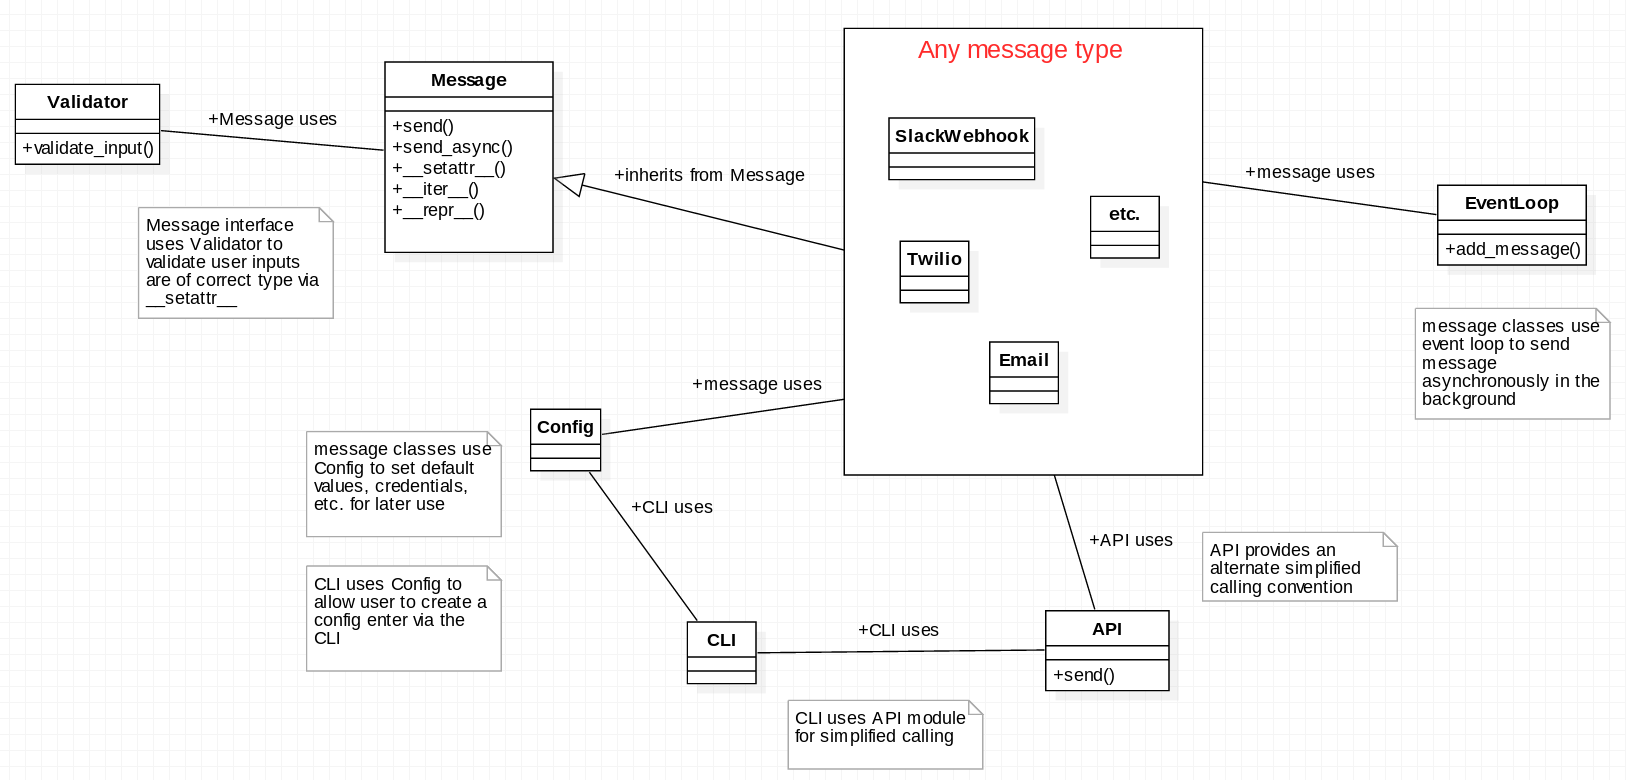 Any message type
Message
+send()
+send_async()
+__setattr__()
+__iter__()
+__repr__()
Validator
+validate_input()
+Message uses
Message interface
uses Validator to
validate user inputs
are of correct type via
__setattr__
+inherits from Message
SlackWebhook
etc.
Twilio
Email
+message uses
EventLoop
+add_message()
message classes use
event loop to send
message
asynchronously in the
background
+message uses
Config
message classes use
Config to set default
values, credentials,
etc. for later use
+CLI uses
CLI uses Config to
allow user to create a
config enter via the
CLI
+API uses
API provides an
alternate simplified
calling convention
CLI
+CLI uses
API
+send()
CLI uses API module
for simplified calling